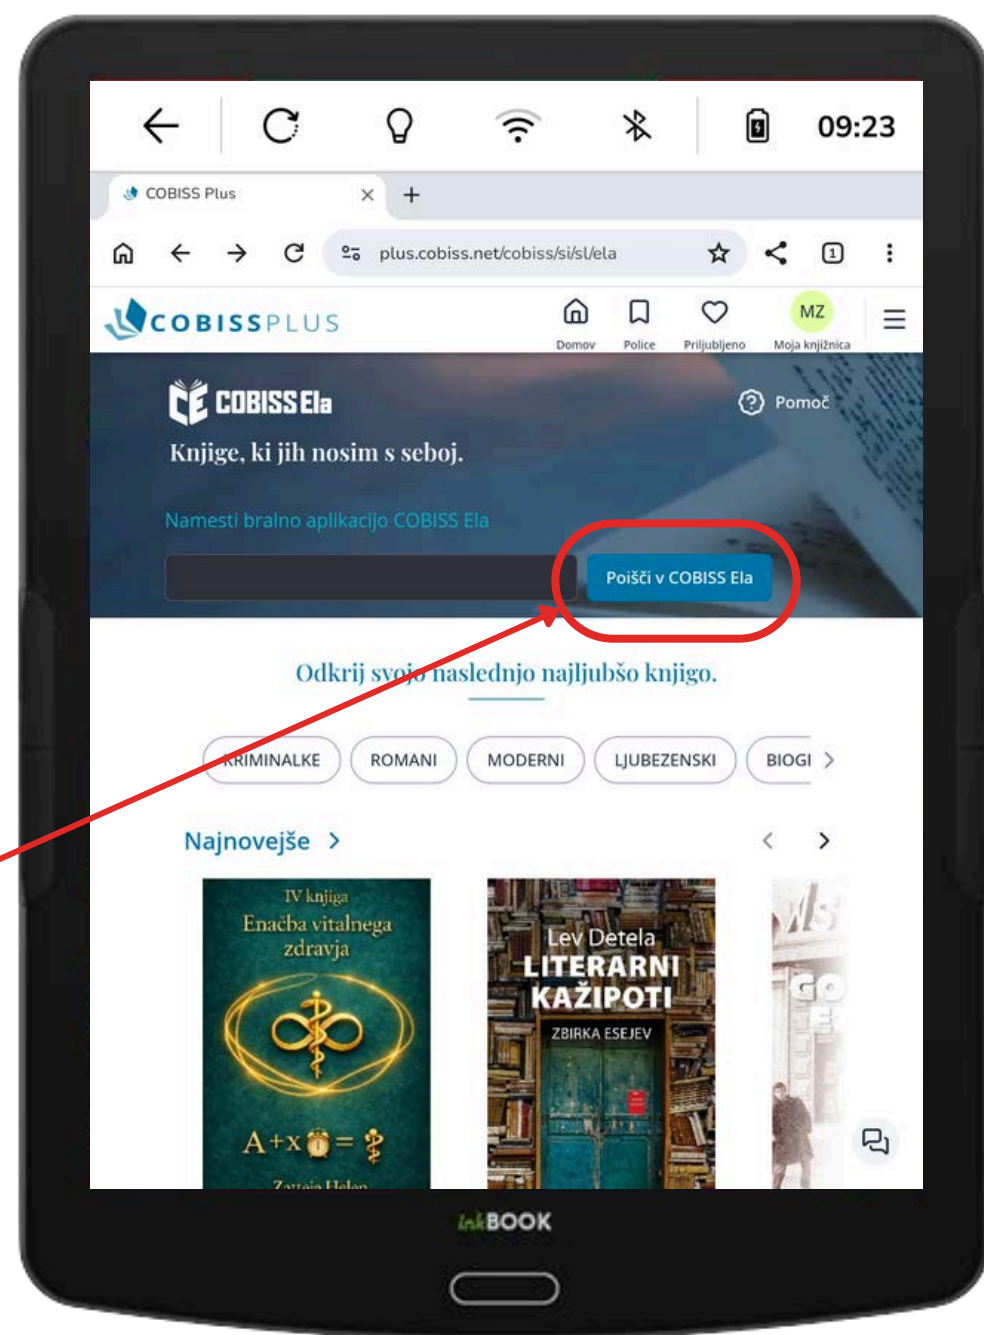 09:23
COBISS Plus
plus.cobiss.net/cobiss/si/sl/ela
1
COBISSPLUS
Domov
Police
Priljubljeno
MZ
Moja knjižnica
COBISS Ela
Pomoč
Knjige, ki jih nosim s seboj.
Namesti bralno aplikacijo COBISS Ela
Poišči v COBISS Ela
Odkrij svojo naslednjo najljubšo knjigo.
KRIMINALKE
ROMANI
MODERNI
LJUBEZENSKI
BIOGI
Najnovejše
IV knjiga
Enačba vitalnega
zdravja
A+x =
Lev Detela
LITERARNI
KAŽIPOTI
ZBIRKA ESEJEV
WS
GO
E
inkBOOK